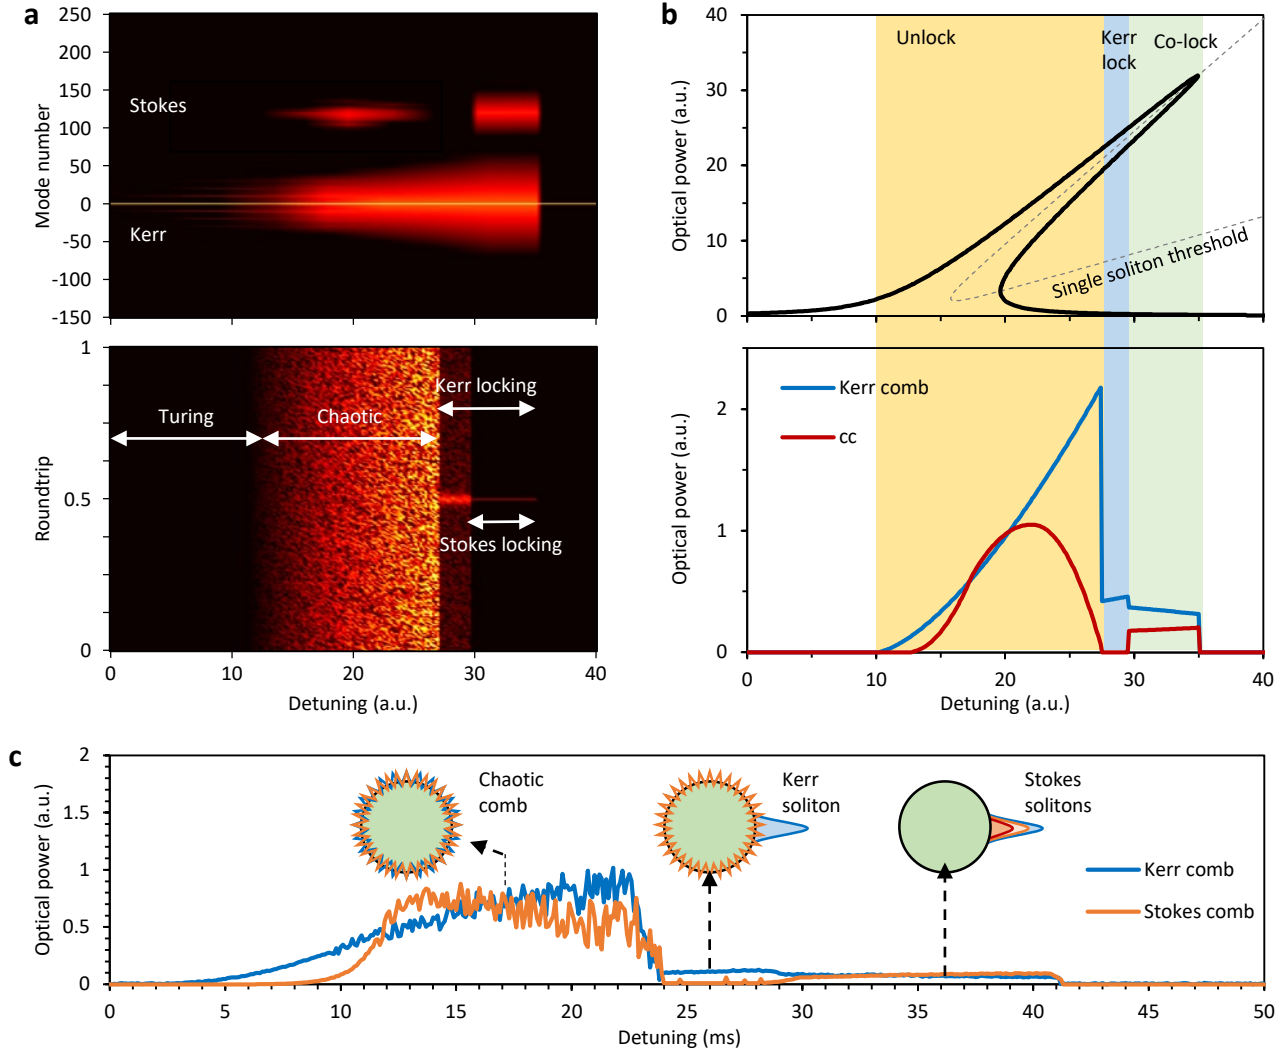 a
250
200
150
100
50
0
-50
-100
-150
Mode number
Stokes
Kerr
1
0.5
0
Roundtrip
Turing
Chaotic
Kerr locking
Stokes locking
0
10
20
30
40
Detuning (a.u.)
b
40
30
20
10
0
Optical power (a.u.)
Unlock
Kerr
lock
Co-lock
Single soliton threshold
2
1
0
Optical power (a.u.)
Kerr comb
cc
0
10
20
30
40
Detuning (a.u.)
c
2
1.5
1
0.5
0
Optical power (a.u.)
Chaotic
comb
Kerr
soliton
Stokes
solitons
Kerr comb
Stokes comb
0
5
10
15
20
25
30
35
40
45
50
Detuning (ms)